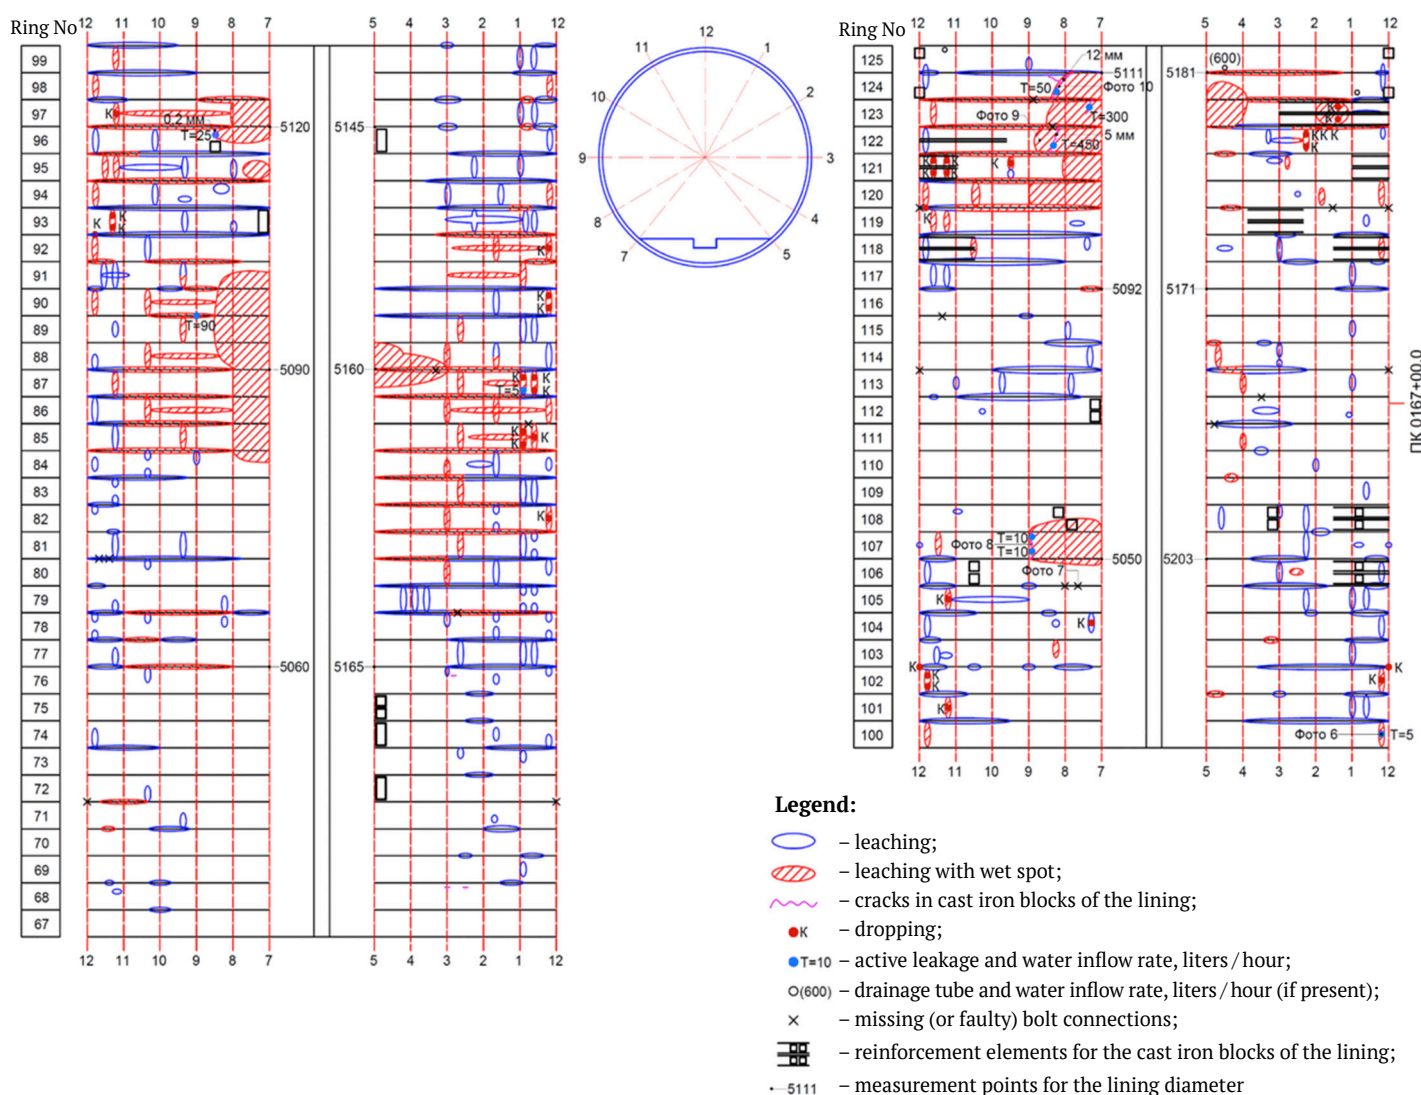 Ring No 12 11 10 9 8 7 5 4 3 2 1 12
99
98
97 K
0,2 мм
96 T=25 5120 5145
95
94
93 K K K
92 K
91
90 K K
T=90
89
88
5090 5160
87 K K K
T=5
86
85 K K K
84
83
82 K
81
80
79
78
77
5060 5165
76
75
74
73
72
71
70
69
68
67
12 11 10 9 8 7 5 4 3 2 1 12
12
11 1
10 2
9 3
8 4
7 5
Ring No 12 11 10 9 8 7 5 4 3 2 1 12
125 12 мм (600)
5111 5181
124 T=50 Фото 10
123 T=300 K K
Фото 9
122 5 мм K K K K
T=450
121 K K K K K
120
119 K
118 K
117
5092 5171
116
115
114
113
112
ПК 0167+00.0
111
110
109
108
107 Фото 8 T=10
T=10
5050 5203
106 Фото 7
105 K
104 K
103
K K
102 K K K
101 K
100 Фото 6 T=5
12 11 10 9 8 7 5 4 3 2 1 12
Legend:
– leaching;
– leaching with wet spot;
– cracks in cast iron blocks of the lining;
K – dropping;
T=10 – active leakage and water inflow rate, liters / hour;
(600) – drainage tube and water inflow rate, liters / hour (if present);
– missing (or faulty) bolt connections;
– reinforcement elements for the cast iron blocks of the lining;
5111 – measurement points for the lining diameter